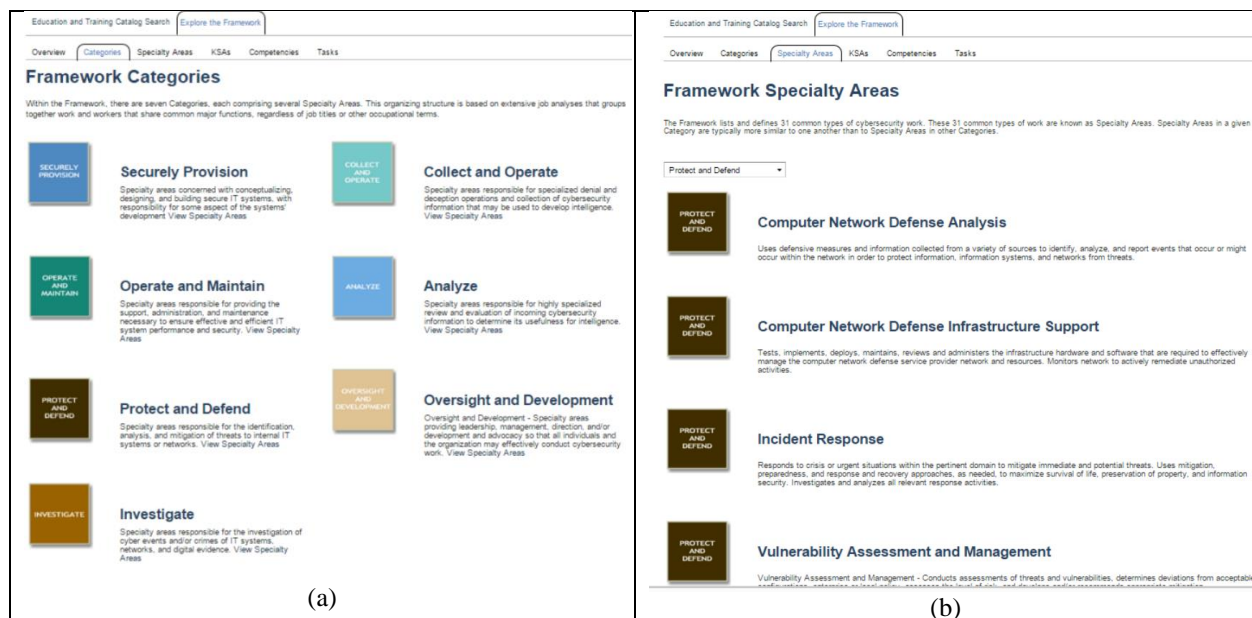 Education and Training Catalog Search Explore the Framework
Overview Categories Specialty Areas KSAs Competencies Tasks
Framework Categories
Within the Framework, there are seven Categories, each comprising several Specialty Areas. This organizing structure is based on extensive job analyses that groups
together work and workers that share common major functions, regardless of job titles or other occupational terms.
SECURELY
PROVISION
Securely Provision
Specialty areas concerned with conceptualizing,
designing, and building secure IT systems, with
responsibility for some aspect of the systems'
development View Specialty Areas
COLLECT
AND
OPERATE
Collect and Operate
Specialty areas responsible for specialized denial and
deception operations and collection of cybersecurity
information that may be used to develop intelligence.
View Specialty Areas
OPERATE
AND
MAINTAIN
Operate and Maintain
Specialty areas responsible for providing the
support, administration, and maintenance
necessary to ensure effective and efficient IT
system performance and security. View Specialty
Areas
ANALYZE
Analyze
Specialty areas responsible for highly specialized
review and evaluation of incoming cybersecurity
information to determine its usefulness for intelligence.
View Specialty Areas
PROTECT
AND
DEFEND
Protect and Defend
Specialty areas responsible for the identification,
analysis, and mitigation of threats to internal IT
systems or networks. View Specialty Areas
OVERSIGHT
AND
DEVELOPMENT
Oversight and Development
Oversight and Development - Specialty areas
providing leadership, management, direction, and/or
development and advocacy so that all individuals and
the organization may effectively conduct cybersecurity
work. View Specialty Areas
INVESTIGATE
Investigate
Specialty areas responsible for the investigation of
cyber events and/or crimes of IT systems,
networks, and digital evidence. View Specialty
Areas
(a)
Education and Training Catalog Search Explore the Framework
Overview Categories Specialty Areas KSAs Competencies Tasks
Framework Specialty Areas
The Framework lists and defines 31 common types of cybersecurity work. These 31 common types of work are known as Specialty Areas. Specialty Areas in a given
Category are typically more similar to one another than to Specialty Areas in other Categories.
Protect and Defend
PROTECT
AND
DEFEND
Computer Network Defense Analysis
Uses defensive measures and information collected from a variety of sources to identify, analyze, and report events that occur or might
occur within the network in order to protect information, information systems, and networks from threats.
PROTECT
AND
DEFEND
Computer Network Defense Infrastructure Support
Tests, implements, deploys, maintains, reviews and administers the infrastructure hardware and software that are required to effectively
manage the computer network defense service provider network and resources. Monitors network to actively remediate unauthorized
activities.
PROTECT
AND
DEFEND
Incident Response
Responds to crisis or urgent situations within the pertinent domain to mitigate immediate and potential threats. Uses mitigation,
preparedness, and response and recovery approaches, as needed, to maximize survival of life, preservation of property, and information
security. Investigates and analyzes all relevant response activities.
PROTECT
AND
DEFEND
Vulnerability Assessment and Management
Vulnerability Assessment and Management - Conducts assessments of threats and vulnerabilities, determines deviations from acceptable
(b)